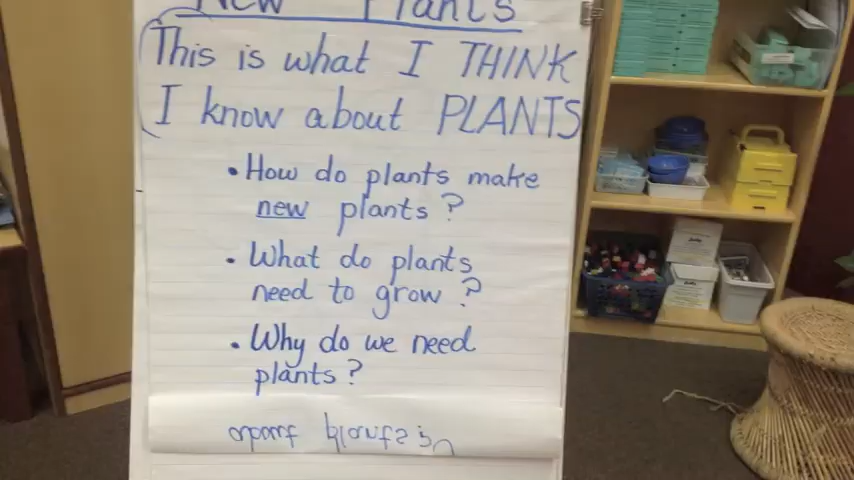 New Plants
This is what I THINK
I know about PLANTS
• How do plants make
new plants?
• What do plants
need to grow?
• Why do we need
plants?